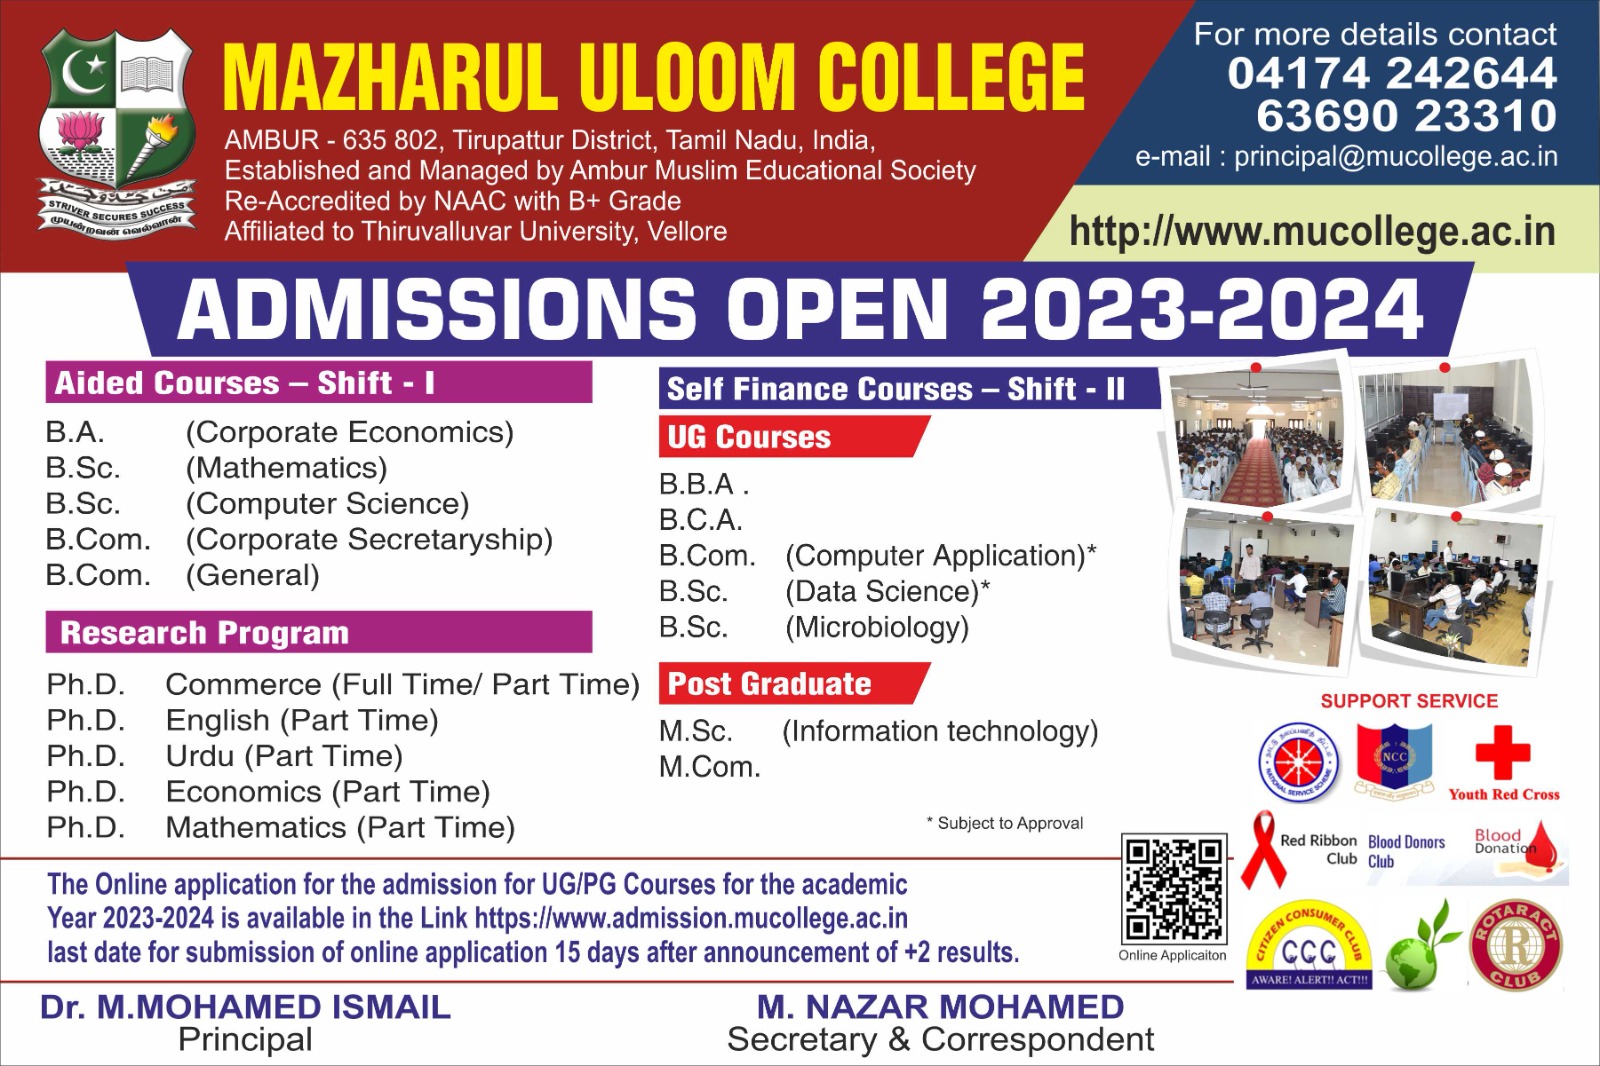 MAZHARUL ULOOM COLLEGE
AMBUR - 635 802, Tirupattur District, Tamil Nadu, India,
Established and Managed by Ambur Muslim Educational Society
Re-Accredited by NAAC with B+ Grade
Affiliated to Thiruvalluvar University, Vellore
STRIVER SECURES SUCCESS
முயன்றவன் வெல்வான்
For more details contact
04174 242644
63690 23310
e-mail : principal@mucollege.ac.in
http://www.mucollege.ac.in
ADMISSIONS OPEN 2023-2024
Aided Courses – Shift - I
B.A. (Corporate Economics)
B.Sc. (Mathematics)
B.Sc. (Computer Science)
B.Com. (Corporate Secretaryship)
B.Com. (General)
Research Program
Ph.D. Commerce (Full Time/ Part Time)
Ph.D. English (Part Time)
Ph.D. Urdu (Part Time)
Ph.D. Economics (Part Time)
Ph.D. Mathematics (Part Time)
Self Finance Courses – Shift - II
UG Courses
B.B.A .
B.C.A.
B.Com. (Computer Application)*
B.Sc. (Data Science)*
B.Sc. (Microbiology)
Post Graduate
M.Sc. (Information technology)
M.Com.
* Subject to Approval
SUPPORT SERVICE
நாட்டு நலப்பணித் திட்டம்
NATIONAL SERVICE SCHEME
NCC
Youth Red Cross
Red Ribbon
Club
Blood Donors
Club
Blood
Donation
CITIZEN CONSUMER CLUB
CCC
AWARE! ALERT!! ACT!!!
ROTARACT
R
CLUB
The Online application for the admission for UG/PG Courses for the academic
Year 2023-2024 is available in the Link https://www.admission.mucollege.ac.in
last date for submission of online application 15 days after announcement of +2 results.
Online Applicaiton
Dr. M.MOHAMED ISMAIL
Principal
M. NAZAR MOHAMED
Secretary & Correspondent